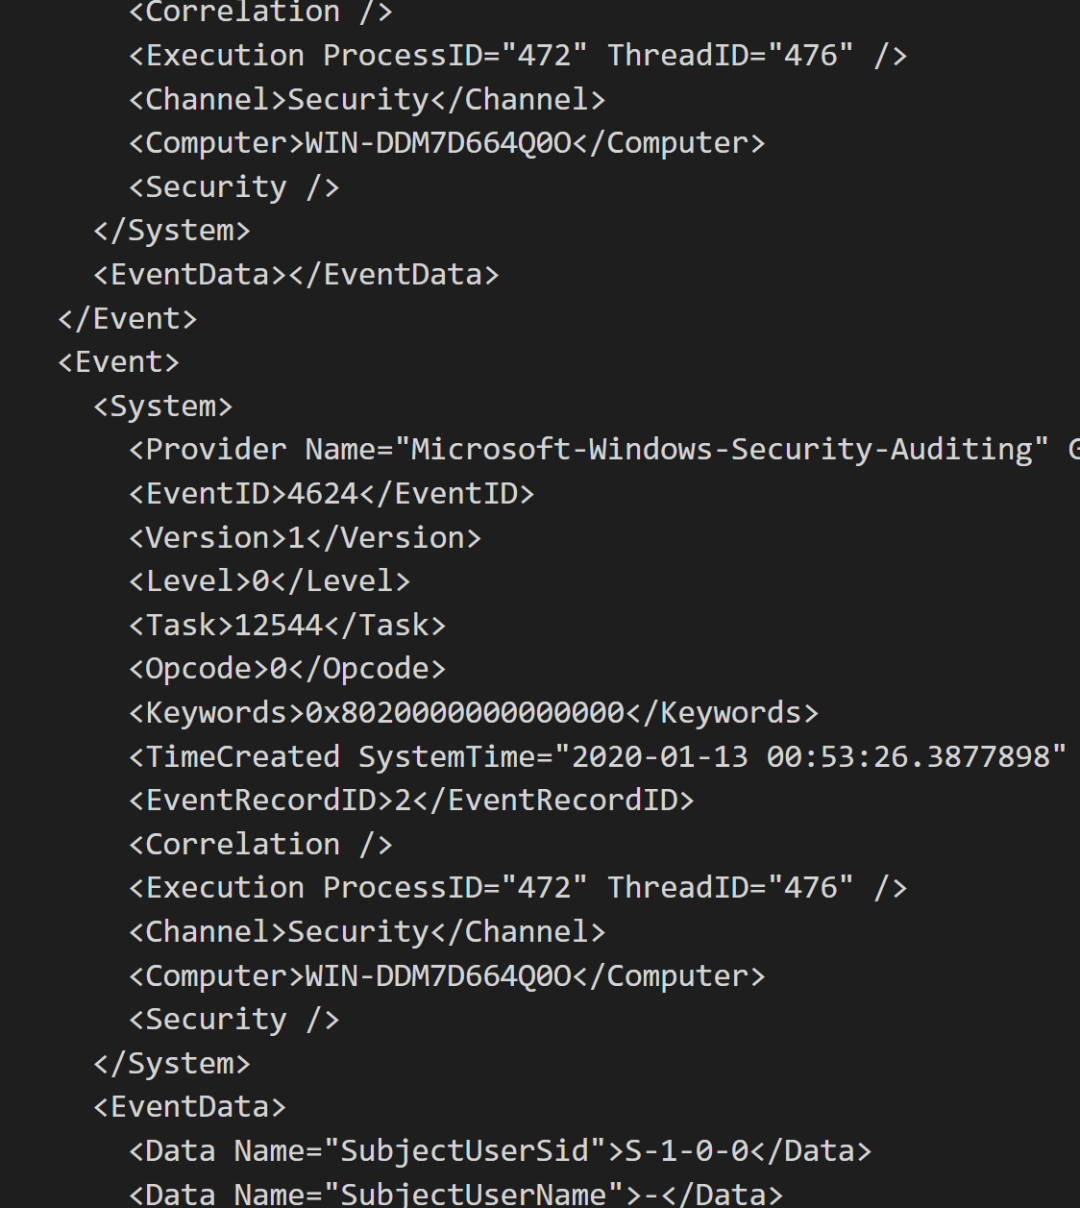 <Correlation />
<Execution ProcessID="472" ThreadID="476" />
<Channel>Security</Channel>
<Computer>WIN-DDM7D664Q0O</Computer>
<Security />
</System>
<EventData></EventData>
</Event>
<Event>
<System>
<Provider Name="Microsoft-Windows-Security-Auditing" G
<EventID>4624</EventID>
<Version>1</Version>
<Level>0</Level>
<Task>12544</Task>
<Opcode>0</Opcode>
<Keywords>0x8020000000000000</Keywords>
<TimeCreated SystemTime="2020-01-13 00:53:26.3877898"
<EventRecordID>2</EventRecordID>
<Correlation />
<Execution ProcessID="472" ThreadID="476" />
<Channel>Security</Channel>
<Computer>WIN-DDM7D664Q0O</Computer>
<Security />
</System>
<EventData>
<Data Name="SubjectUserSid">S-1-0-0</Data>
<Data Name="SubjectUserName">-</Data>